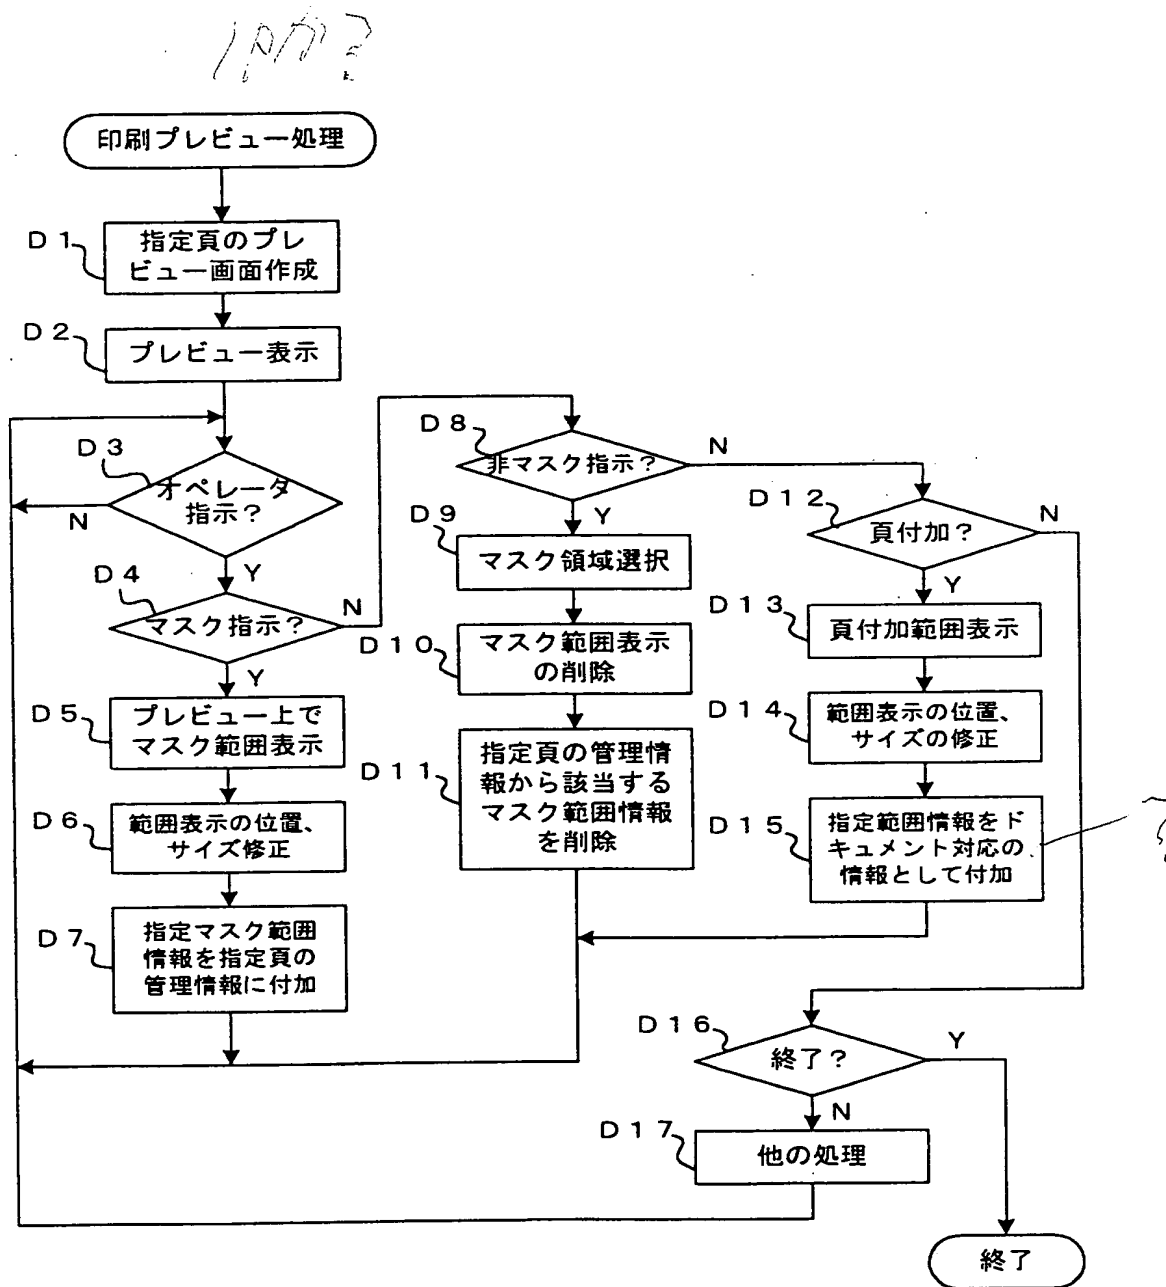 印刷プレビュー処理
D1
指定頁のプレ
ビュー画面作成
D2
プレビュー表示
D3
オペレータ
指示？
N
Y
D4
マスク指示？
N
Y
D5
プレビュー上で
マスク範囲表示
D6
範囲表示の位置、
サイズ修正
D7
指定マスク範囲
情報を指定頁の
管理情報に付加
D8
非マスク指示？
N
Y
D9
マスク領域選択
D10
マスク範囲表示
の削除
D11
指定頁の管理情
報から該当する
マスク範囲情報
を削除
D12
頁付加？
N
Y
D13
頁付加範囲表示
D14
範囲表示の位置、
サイズの修正
D15
指定範囲情報をド
キュメント対応の
情報として付加
D16
終了？
Y
N
D17
他の処理
終了